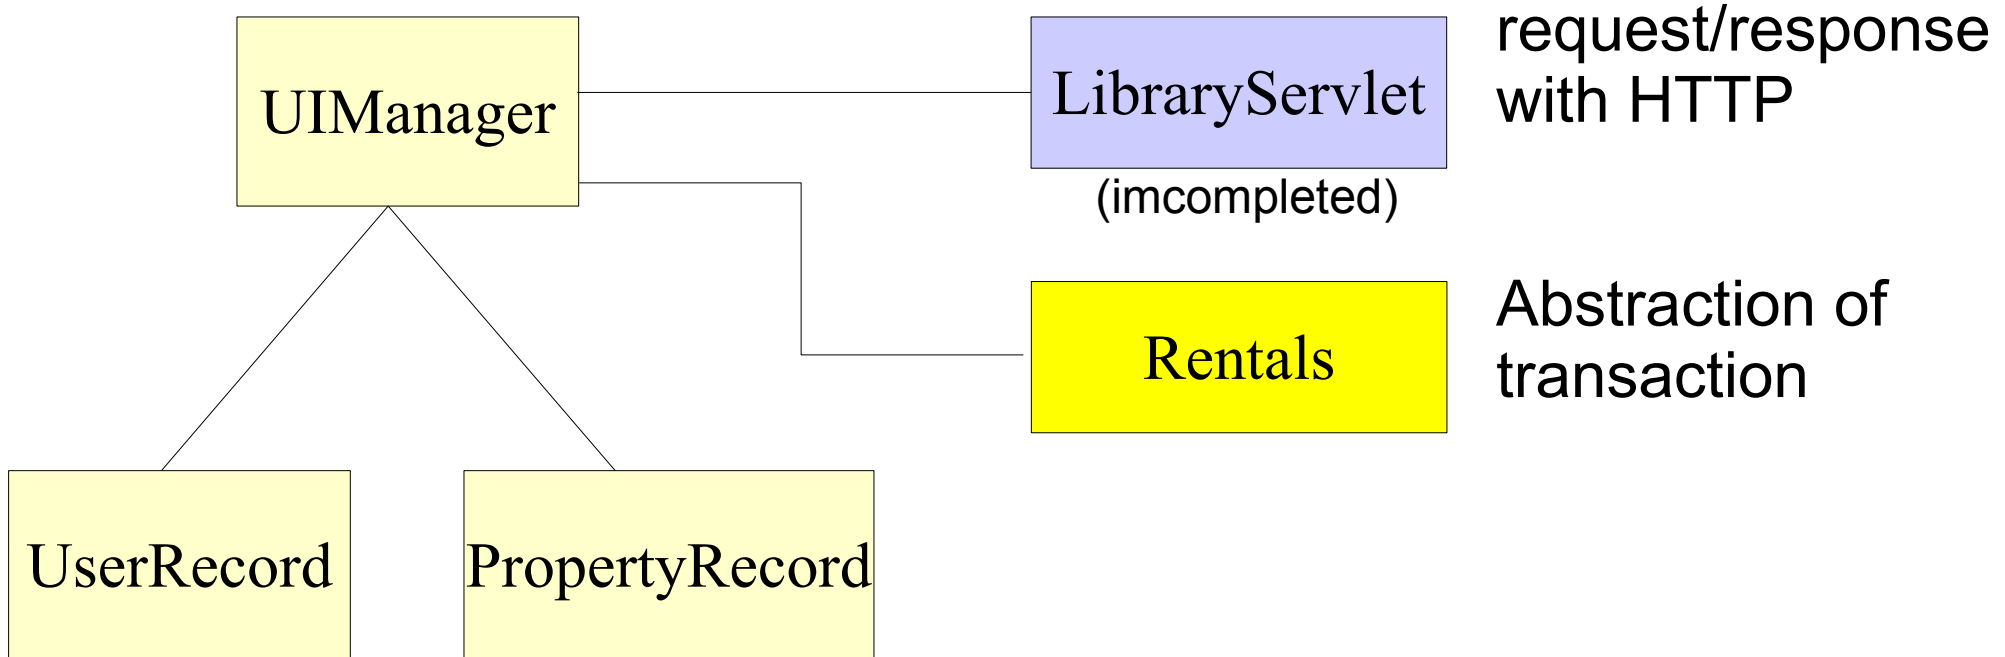 UIManager
LibraryServlet
request/response
with HTTP
(imcompleted)
Rentals
Abstraction of
transaction
UserRecord
PropertyRecord